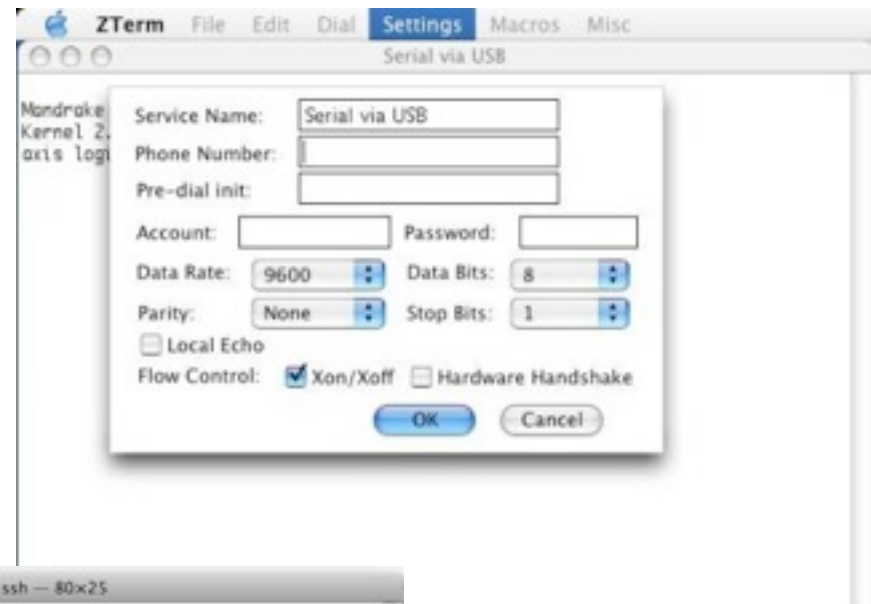 ZTerm File Edit Dial Settings Macros Misc
Serial via USB
Mandrake
Kernel 2.
axis log
Service Name: Serial via USB
Phone Number:
Pre-dial init:
Account: Password:
Data Rate: 9600 Data Bits: 8
Parity: None Stop Bits: 1
Local Echo
Flow Control: Xon/Xoff Hardware Handshake
OK Cancel
ssh — 80×25